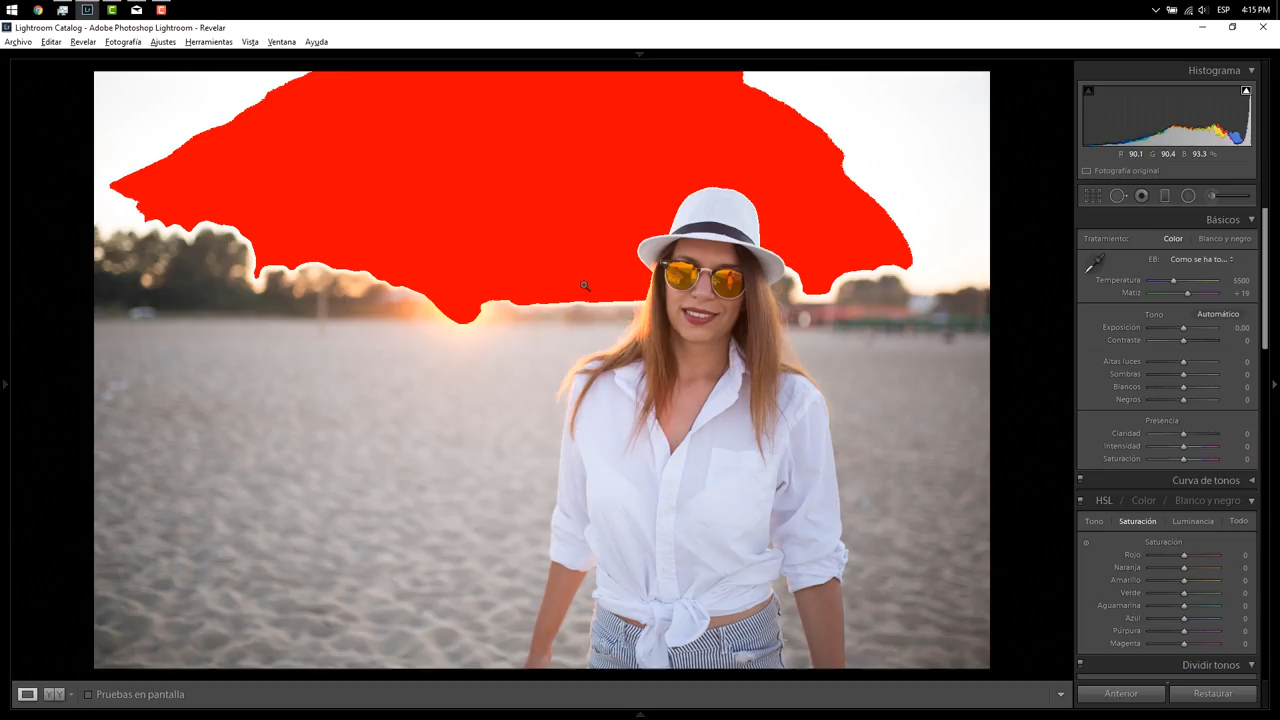 ESP
4:15 PM
Lightroom Catalog - Adobe Photoshop Lightroom - Revelar
Archivo Editar Revelar Fotografía Ajustes Herramientas Vista Ventana Ayuda
Histograma
R 90.1 G 90.4 B 93.3 %
Fotografía original
Básicos
Tratamiento: Color Blanco y negro
EB: Como se ha to...
Temperatura 5500
Matiz + 19
Tono Automático
Exposición 0,00
Contraste 0
Altas luces 0
Sombras 0
Blancos 0
Negros 0
Presencia
Claridad 0
Intensidad 0
Saturación 0
Curva de tonos
HSL / Color / Blanco y negro
Tono Saturación Luminancia Todo
Saturación
Rojo 0
Naranja 0
Amarillo 0
Verde 0
Aguamarina 0
Azul 0
Púrpura 0
Magenta 0
Dividir tonos
Pruebas en pantalla
Anterior Restaurar